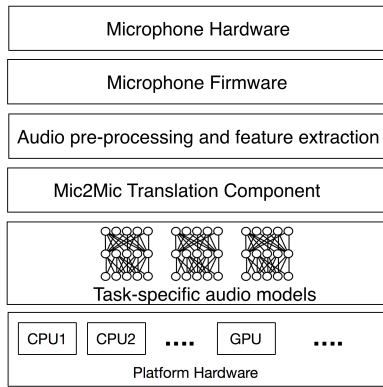 Microphone Hardware
Microphone Firmware
Audio pre-processing and feature extraction
Mic2Mic Translation Component
Task-specific audio models
CPU1 CPU2 .... GPU ....
Platform Hardware